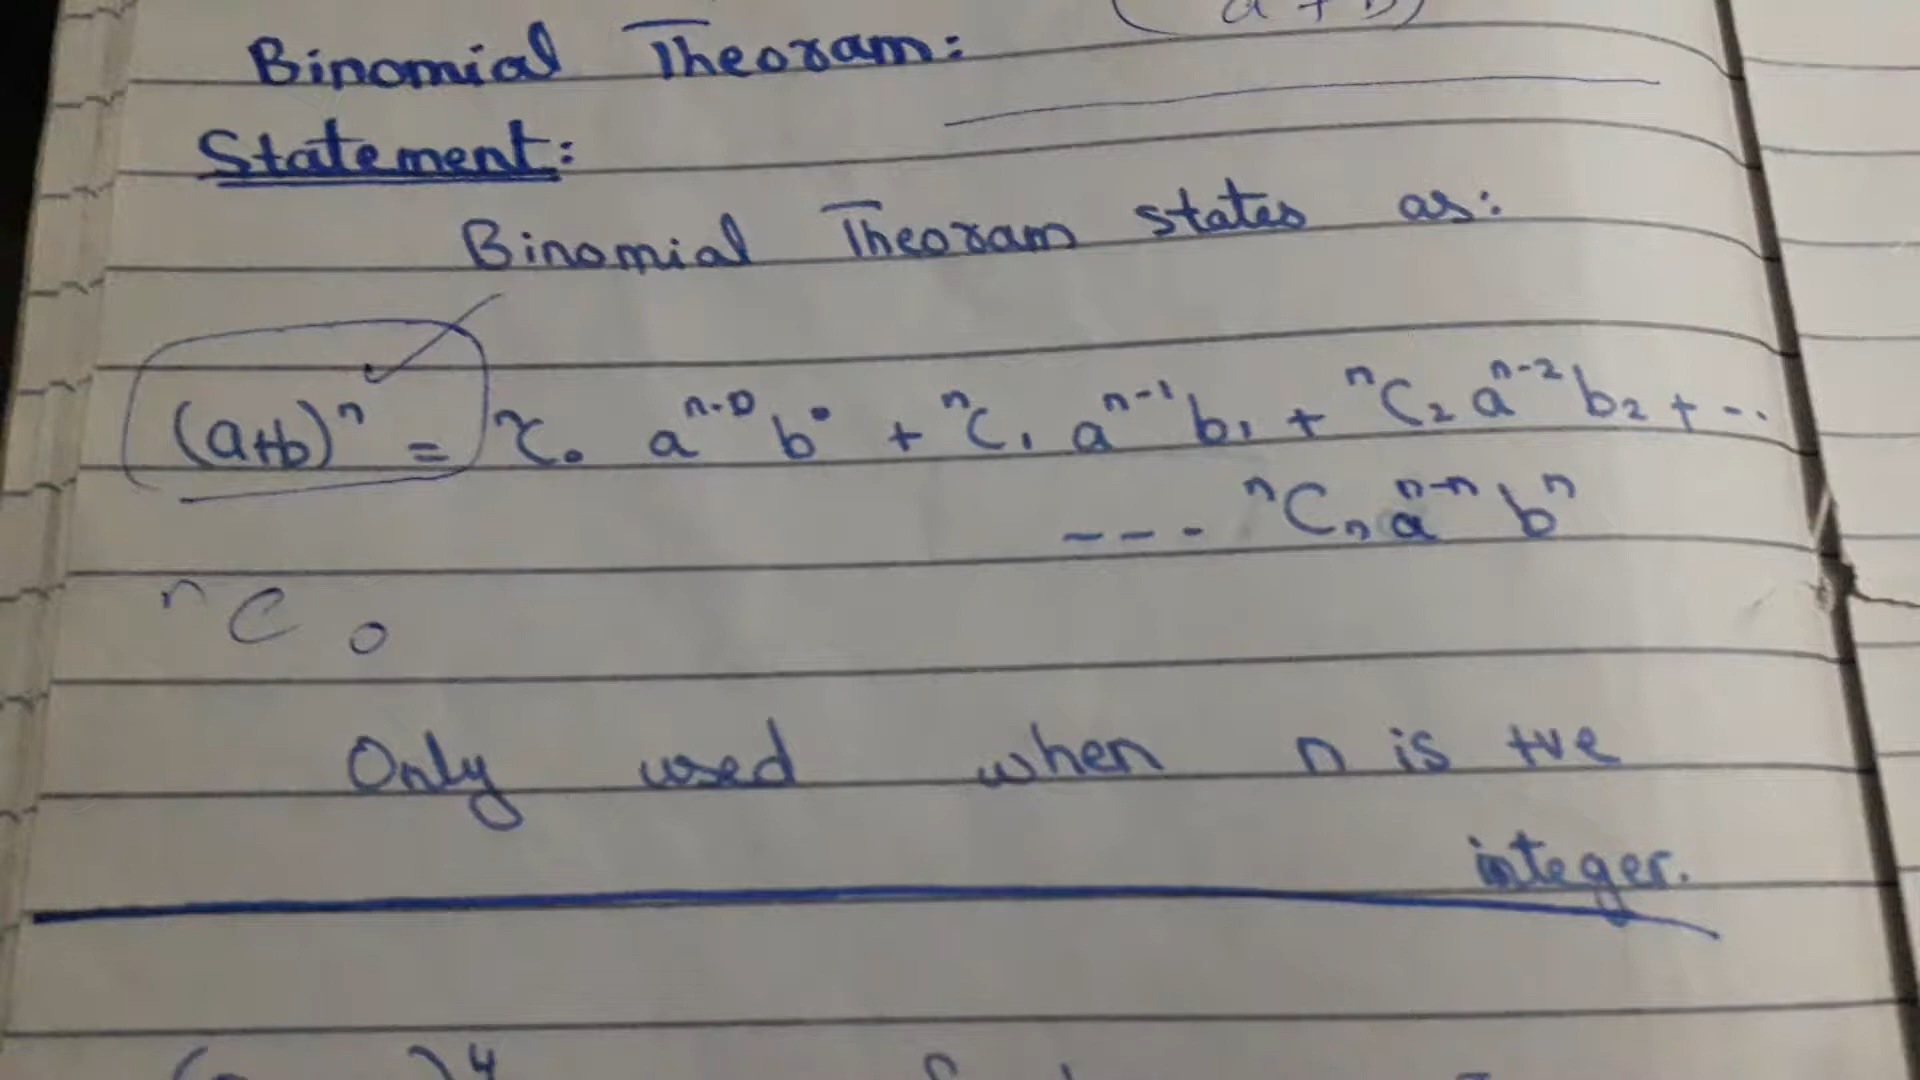 (a+b)
Binomial Theoram:
Statement:
Binomial Theoram states as:
(a+b)ⁿ = ⁿC₀ aⁿ⁻⁰ b⁰ + ⁿC₁ aⁿ⁻¹ b₁ + ⁿC₂ aⁿ⁻² b₂ + ...
--- ⁿCₙ aⁿ⁻ⁿ bⁿ
ⁿC₀
Only used when n is +ve
integer.